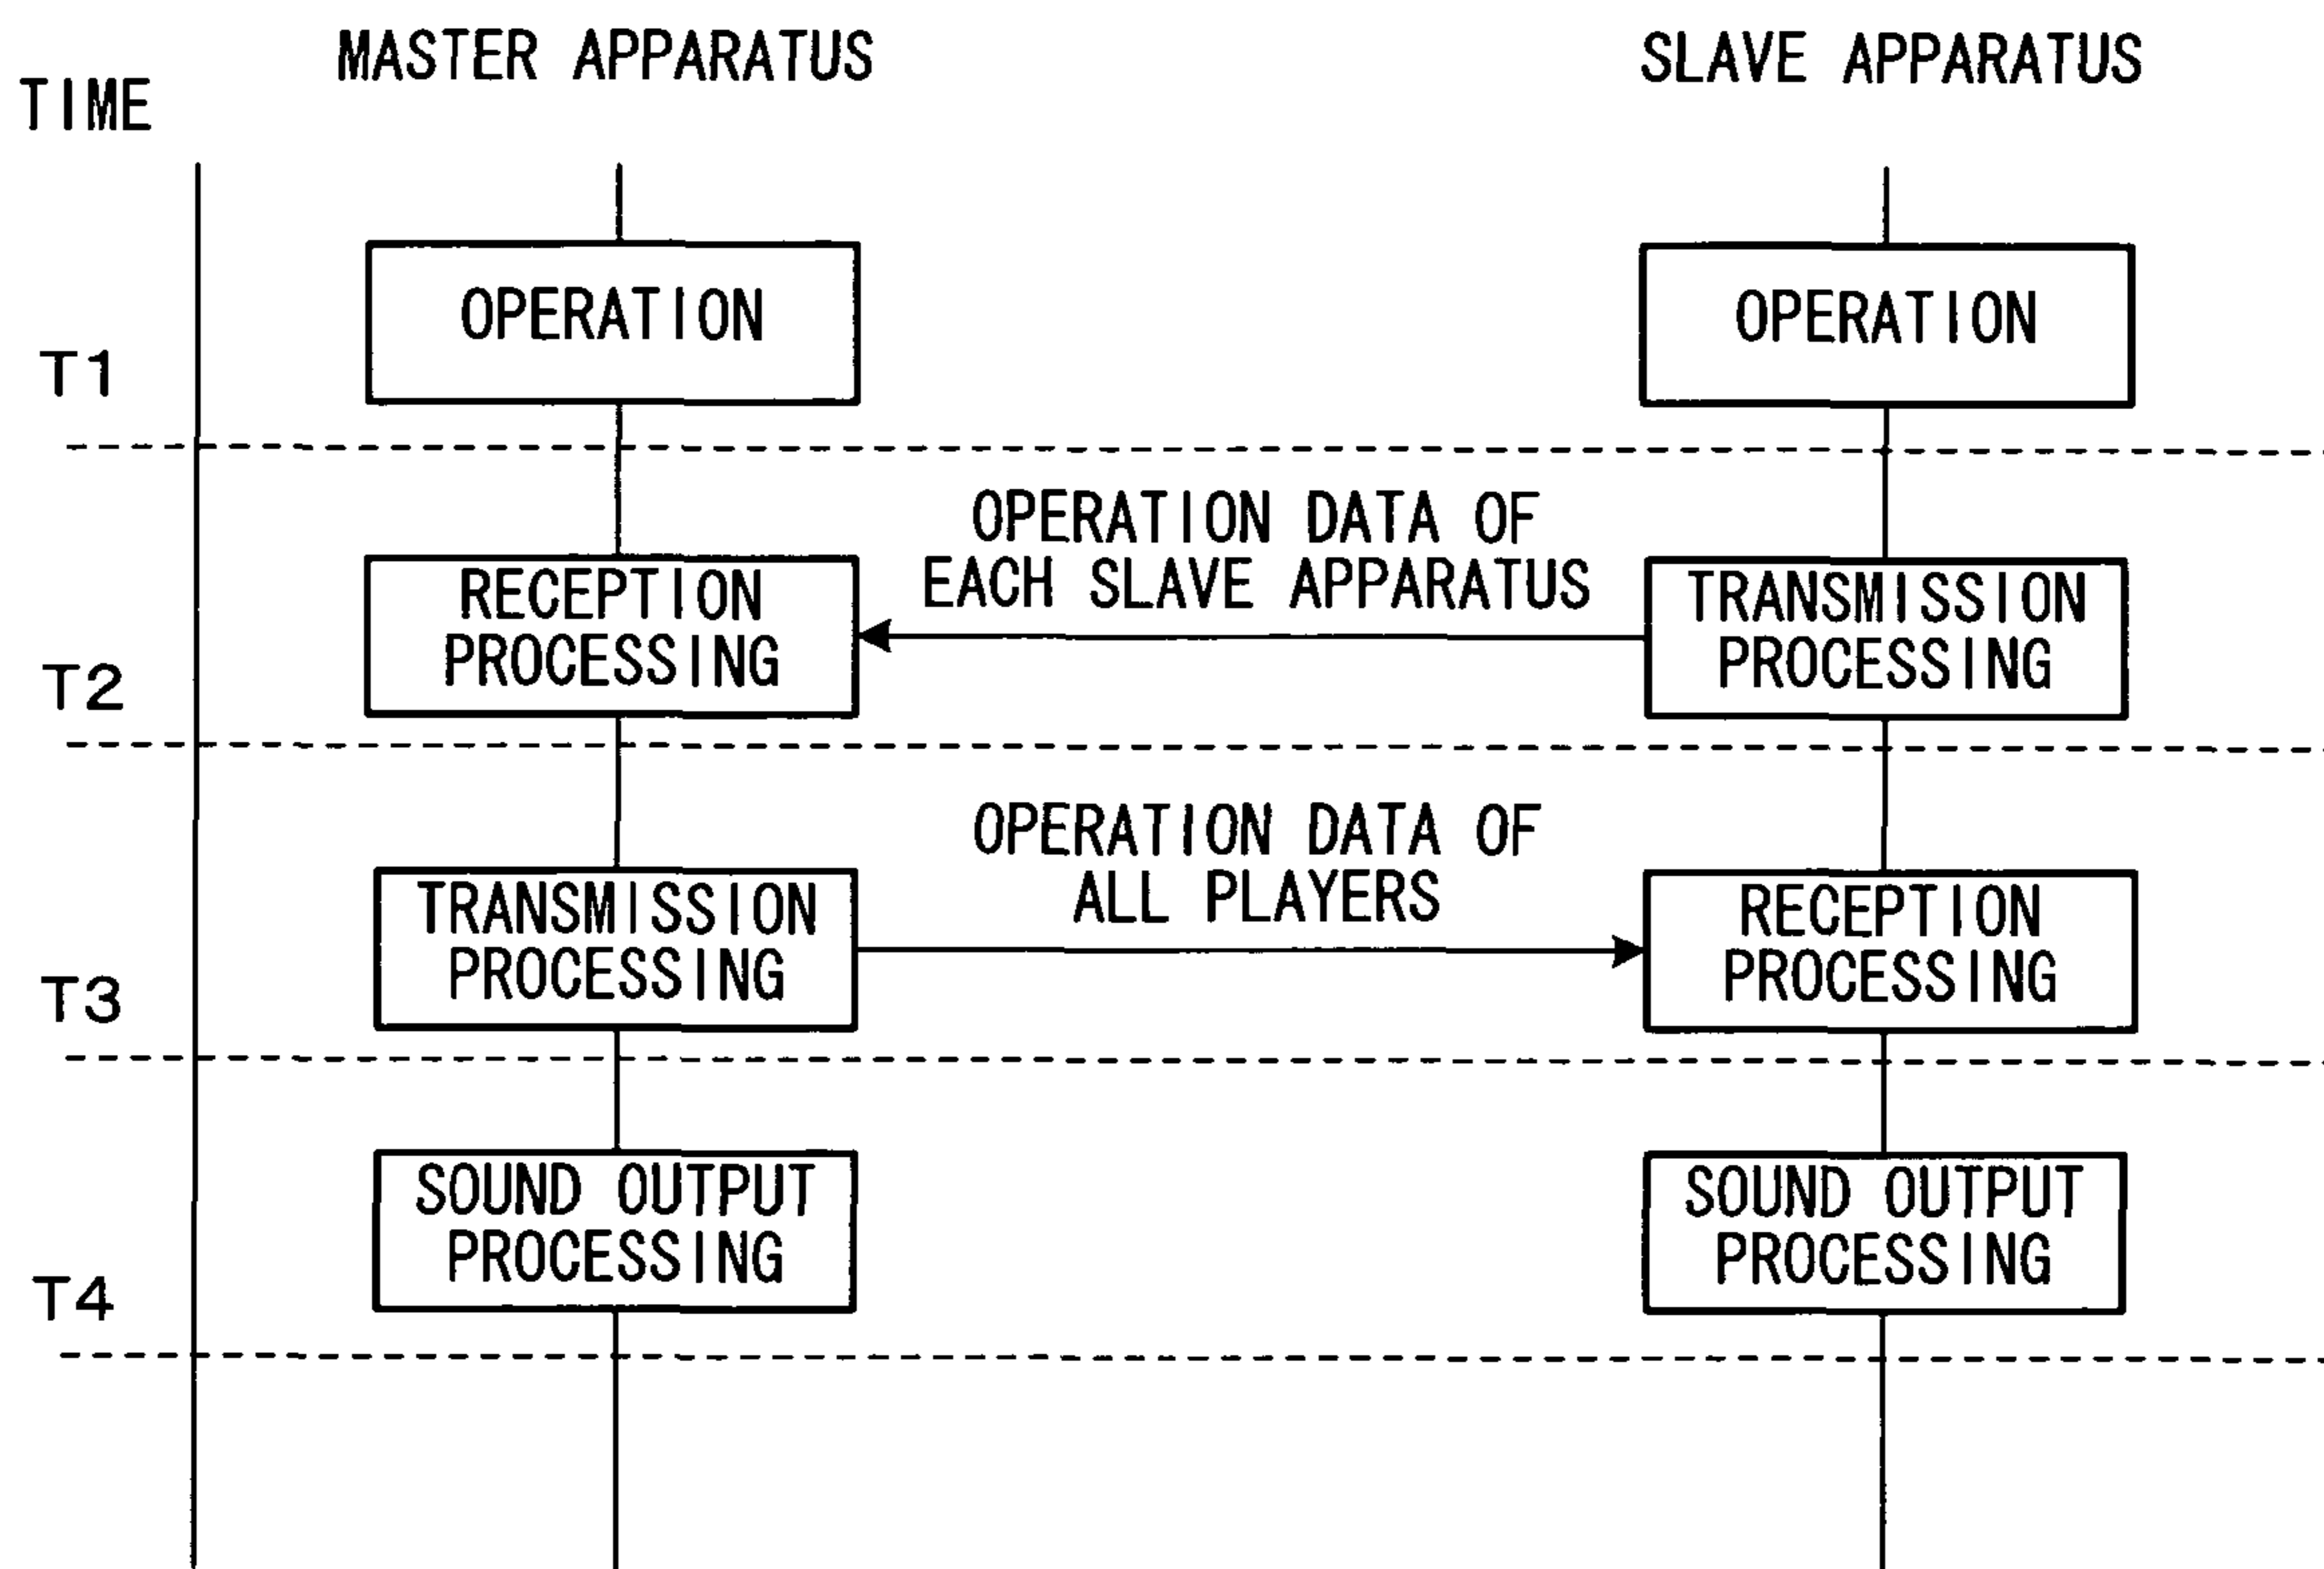 MASTER APPARATUS
SLAVE APPARATUS
TIME
OPERATION
OPERATION
T1
OPERATION DATA OF
EACH SLAVE APPARATUS
RECEPTION
PROCESSING
TRANSMISSION
PROCESSING
T2
OPERATION DATA OF
ALL PLAYERS
TRANSMISSION
PROCESSING
RECEPTION
PROCESSING
T3
SOUND OUTPUT
PROCESSING
SOUND OUTPUT
PROCESSING
T4